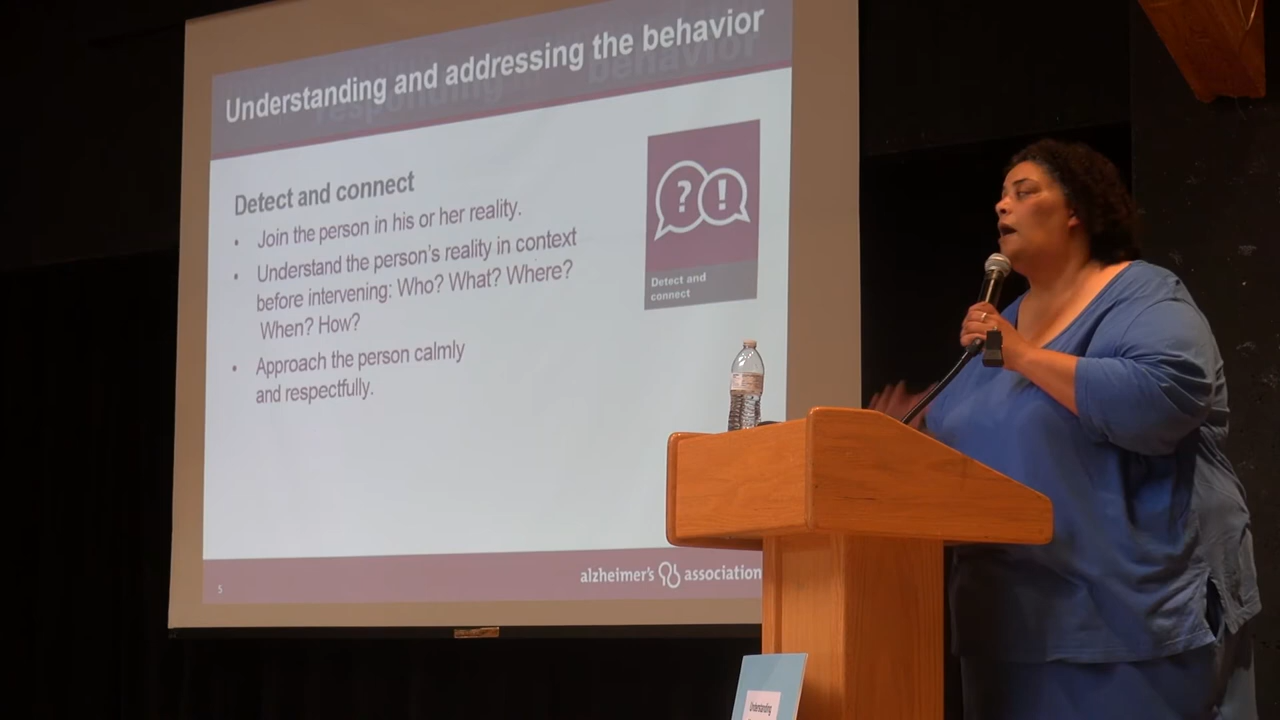 Understanding and addressing the behavior
Detect and connect
• Join the person in his or her reality.
• Understand the person's reality in context
before intervening: Who? What? Where?
When? How?
• Approach the person calmly
and respectfully.
? !
Detect and
connect
5
alzheimer's association
Understanding